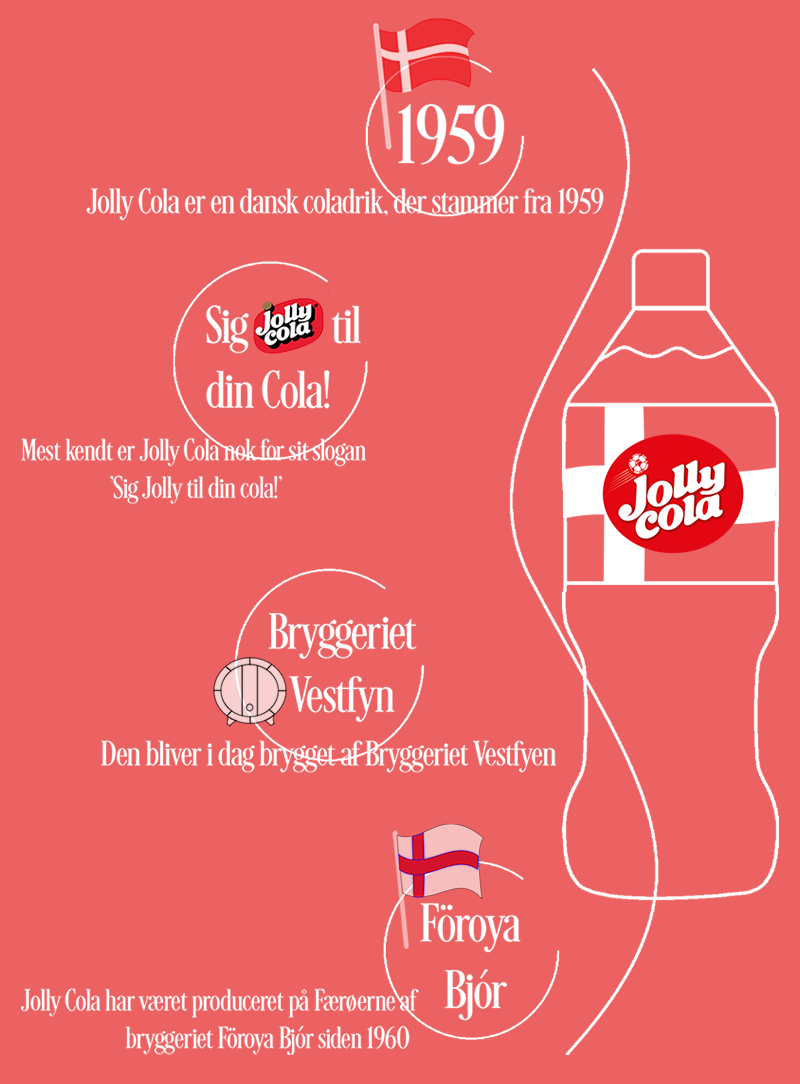 1959
Jolly Cola er en dansk coladrik, der stammer fra 1959
Sig Jolly Cola til
din Cola!
Mest kendt er Jolly Cola nok for sit slogan
'Sig Jolly til din cola!'
Jolly
Cola
Bryggeriet
Vestfyn
Den bliver i dag brygget af Bryggeriet Vestfyen
Föroya
Bjór
Jolly Cola har været produceret på Færøerne af
bryggeriet Föroya Bjór siden 1960